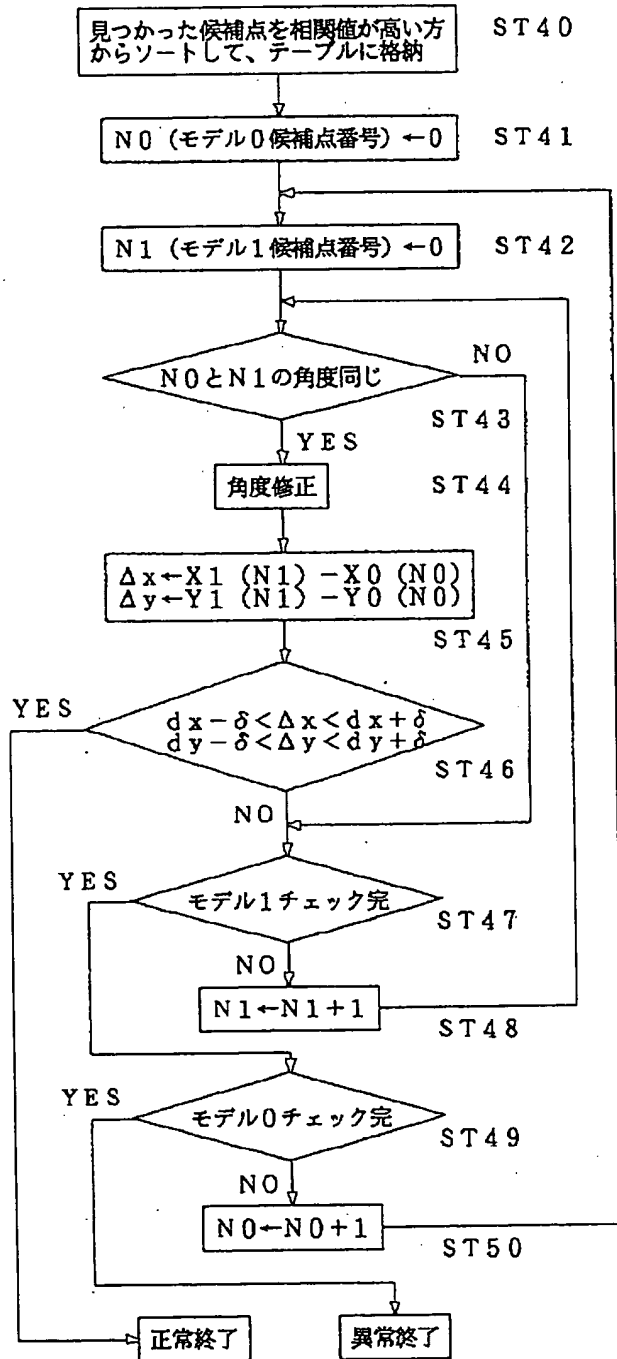 見つかった候補点を相関値が高い方
からソートして、テーブルに格納
ST40
N0（モデル0候補点番号）←0
ST41
N1（モデル1候補点番号）←0
ST42
N0とN1の角度同じ
NO
ST43
YES
角度修正
ST44
Δx←X1（N1）－X0（N0）
Δy←Y1（N1）－Y0（N0）
ST45
YES
dx－δ＜Δx＜dx＋δ
dy－δ＜Δy＜dy＋δ
ST46
NO
YES
モデル1チェック完
ST47
NO
N1←N1＋1
ST48
YES
モデル0チェック完
ST49
NO
N0←N0＋1
ST50
正常終了
異常終了